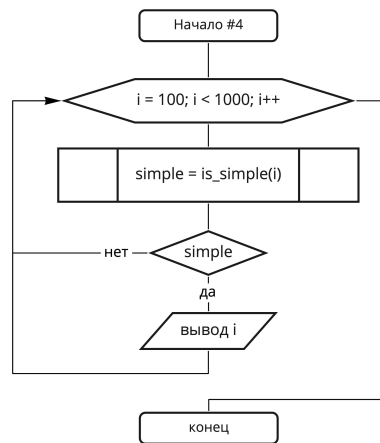 Начало #4
i = 100; i < 1000; i++
simple = is_simple(i)
simple
нет
да
вывод i
конец